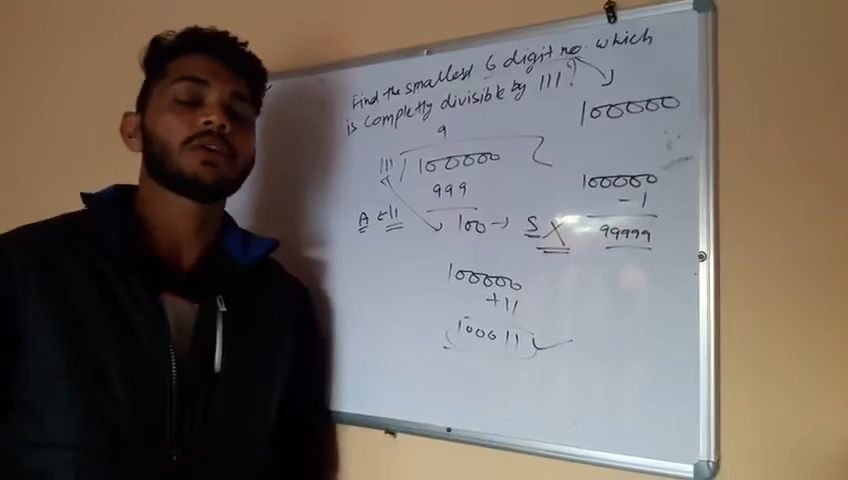 Find the smallest 6 digit no. which
is completly divisible by 111?
100000
9
111 / 100000
999
A ← 11
100 → S X
100000
-1
99999
100000
+11
100011